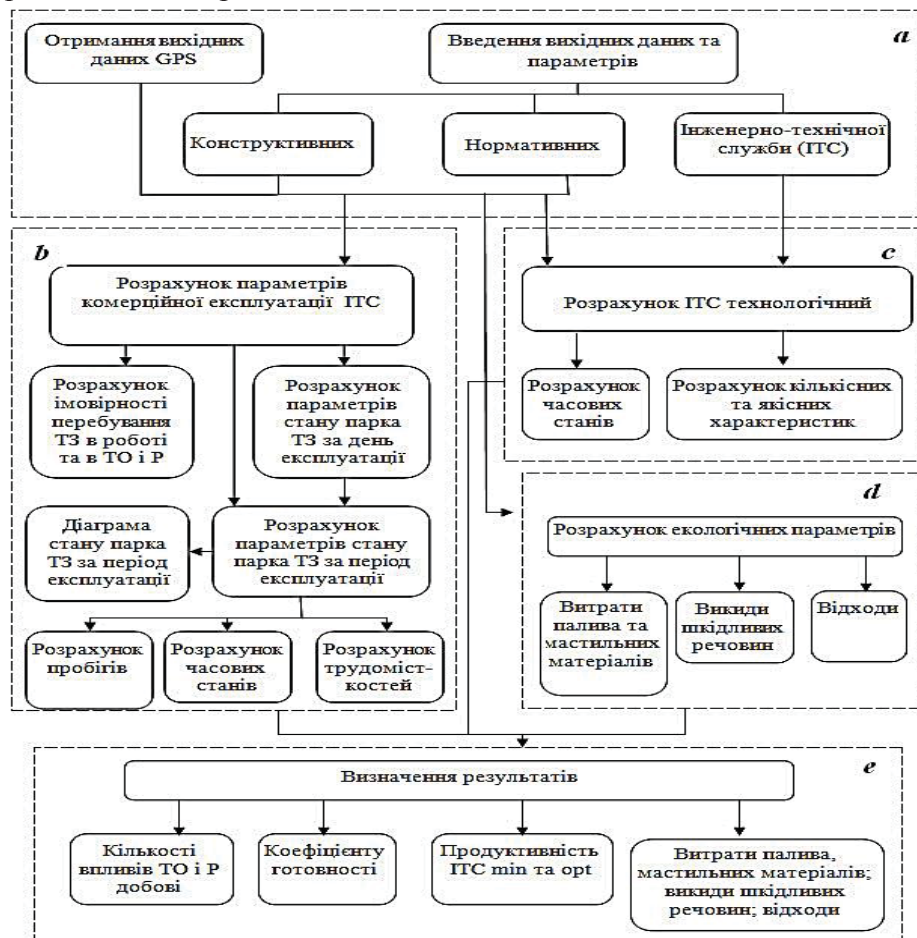 Отримання вихідних
даних GPS
Введення вихідних даних та
параметрів
a
Конструктивних
Нормативних
Інженерно-технічної
служби (ІТС)
b
Розрахунок параметрів
комерційної експлуатації ІТС
Розрахунок
імовірності
перебування
ТЗ в роботі
та в ТО і Р
Розрахунок
параметрів
стану парка
ТЗ за день
експлуатації
Діаграма
стану парка
ТЗ за період
експлуатації
Розрахунок
параметрів стану
парка ТЗ за період
експлуатації
Розрахунок
пробігів
Розрахунок
часових
станів
Розрахунок
трудоміст-
костей
c
Розрахунок ІТС технологічний
Розрахунок
часових
станів
Розрахунок кількісних
та якісних
характеристик
d
Розрахунок екологічних параметрів
Витрати
палива та
мастильних
матеріалів
Викиди
шкідливих
речовин
Відходи
e
Визначення результатів
Кількості
впливів ТО і Р
добові
Коефіцієнту
готовності
Продуктивність
ІТС min та opt
Витрати палива,
мастильних матеріалів;
викиди шкідливих
речовин; відходи